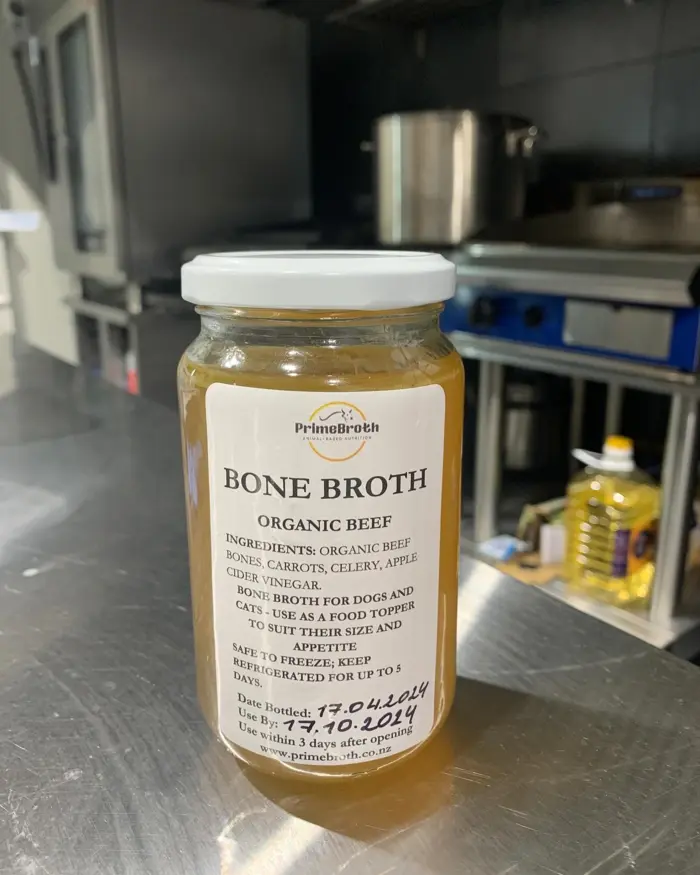 PrimeBroth
ANIMAL-BASED NUTRITION
BONE BROTH
ORGANIC BEEF
INGREDIENTS: ORGANIC BEEF
BONES, CARROTS, CELERY, APPLE
CIDER VINEGAR.
BONE BROTH FOR DOGS AND
CATS - USE AS A FOOD TOPPER
TO SUIT THEIR SIZE AND
APPETITE
SAFE TO FREEZE; KEEP
REFRIGERATED FOR UP TO 5
DAYS.
Date Bottled: 17.04.2024
Use By: 17.10.2024
Use within 3 days after opening
www.primebroth.co.nz